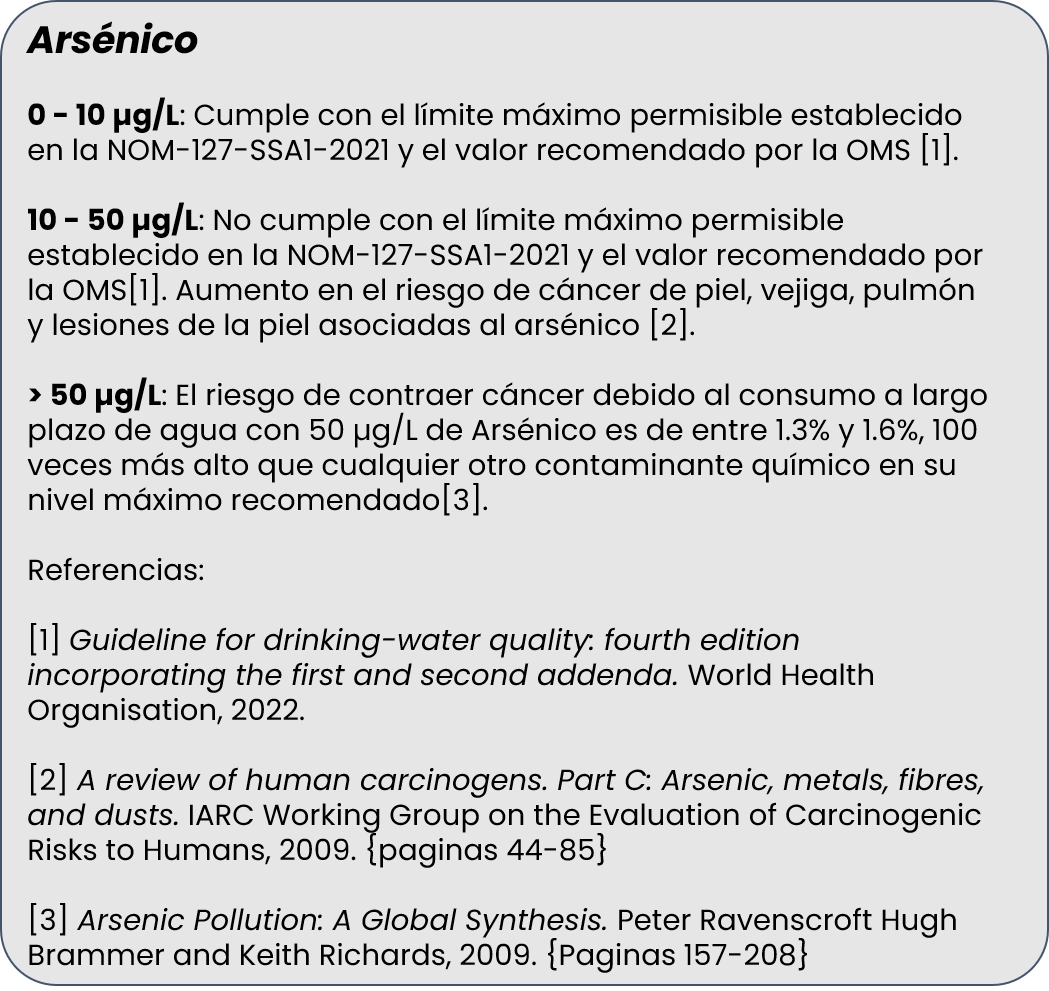 Arsénico
0 - 10 µg/L: Cumple con el límite máximo permisible establecido
en la NOM-127-SSA1-2021 y el valor recomendado por la OMS [1].
10 - 50 µg/L: No cumple con el límite máximo permisible
establecido en la NOM-127-SSA1-2021 y el valor recomendado por
la OMS[1]. Aumento en el riesgo de cáncer de piel, vejiga, pulmón
y lesiones de la piel asociadas al arsénico [2].
> 50 µg/L: El riesgo de contraer cáncer debido al consumo a largo
plazo de agua con 50 µg/L de Arsénico es de entre 1.3% y 1.6%, 100
veces más alto que cualquier otro contaminante químico en su
nivel máximo recomendado[3].
Referencias:
[1] Guideline for drinking-water quality: fourth edition
incorporating the first and second addenda. World Health
Organisation, 2022.
[2] A review of human carcinogens. Part C: Arsenic, metals, fibres,
and dusts. IARC Working Group on the Evaluation of Carcinogenic
Risks to Humans, 2009. {paginas 44-85}
[3] Arsenic Pollution: A Global Synthesis. Peter Ravenscroft Hugh
Brammer and Keith Richards, 2009. {Paginas 157-208}